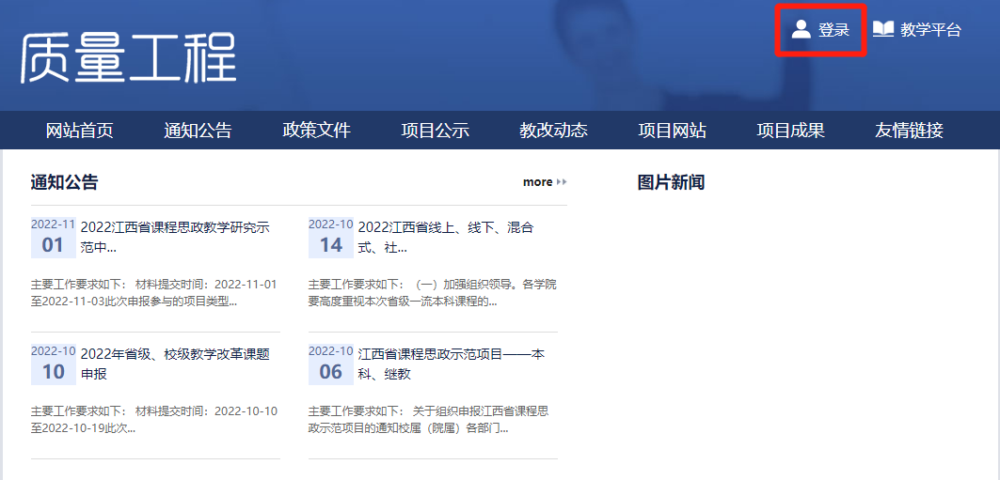 质量工程
登录
教学平台
网站首页 通知公告 政策文件 项目公示 教改动态 项目网站 项目成果 友情链接
通知公告
more
2022-11
01
2022江西省课程思政教学研究示
范中...
主要工作要求如下： 材料提交时间：2022-11-01
至2022-11-03此次申报参与的项目类型...
2022-10
14
2022江西省线上、线下、混合
式、社...
主要工作要求如下：（一）加强组织领导。各学院
要高度重视本次省级一流本科课程的...
2022-10
10
2022年省级、校级教学改革课题
申报
主要工作要求如下： 材料提交时间：2022-10-10
至2022-10-19此次...
2022-10
06
江西省课程思政示范项目——本
科、继教
主要工作要求如下： 关于组织申报江西省课程思
政示范项目的通知校属（院属）各部门...
图片新闻